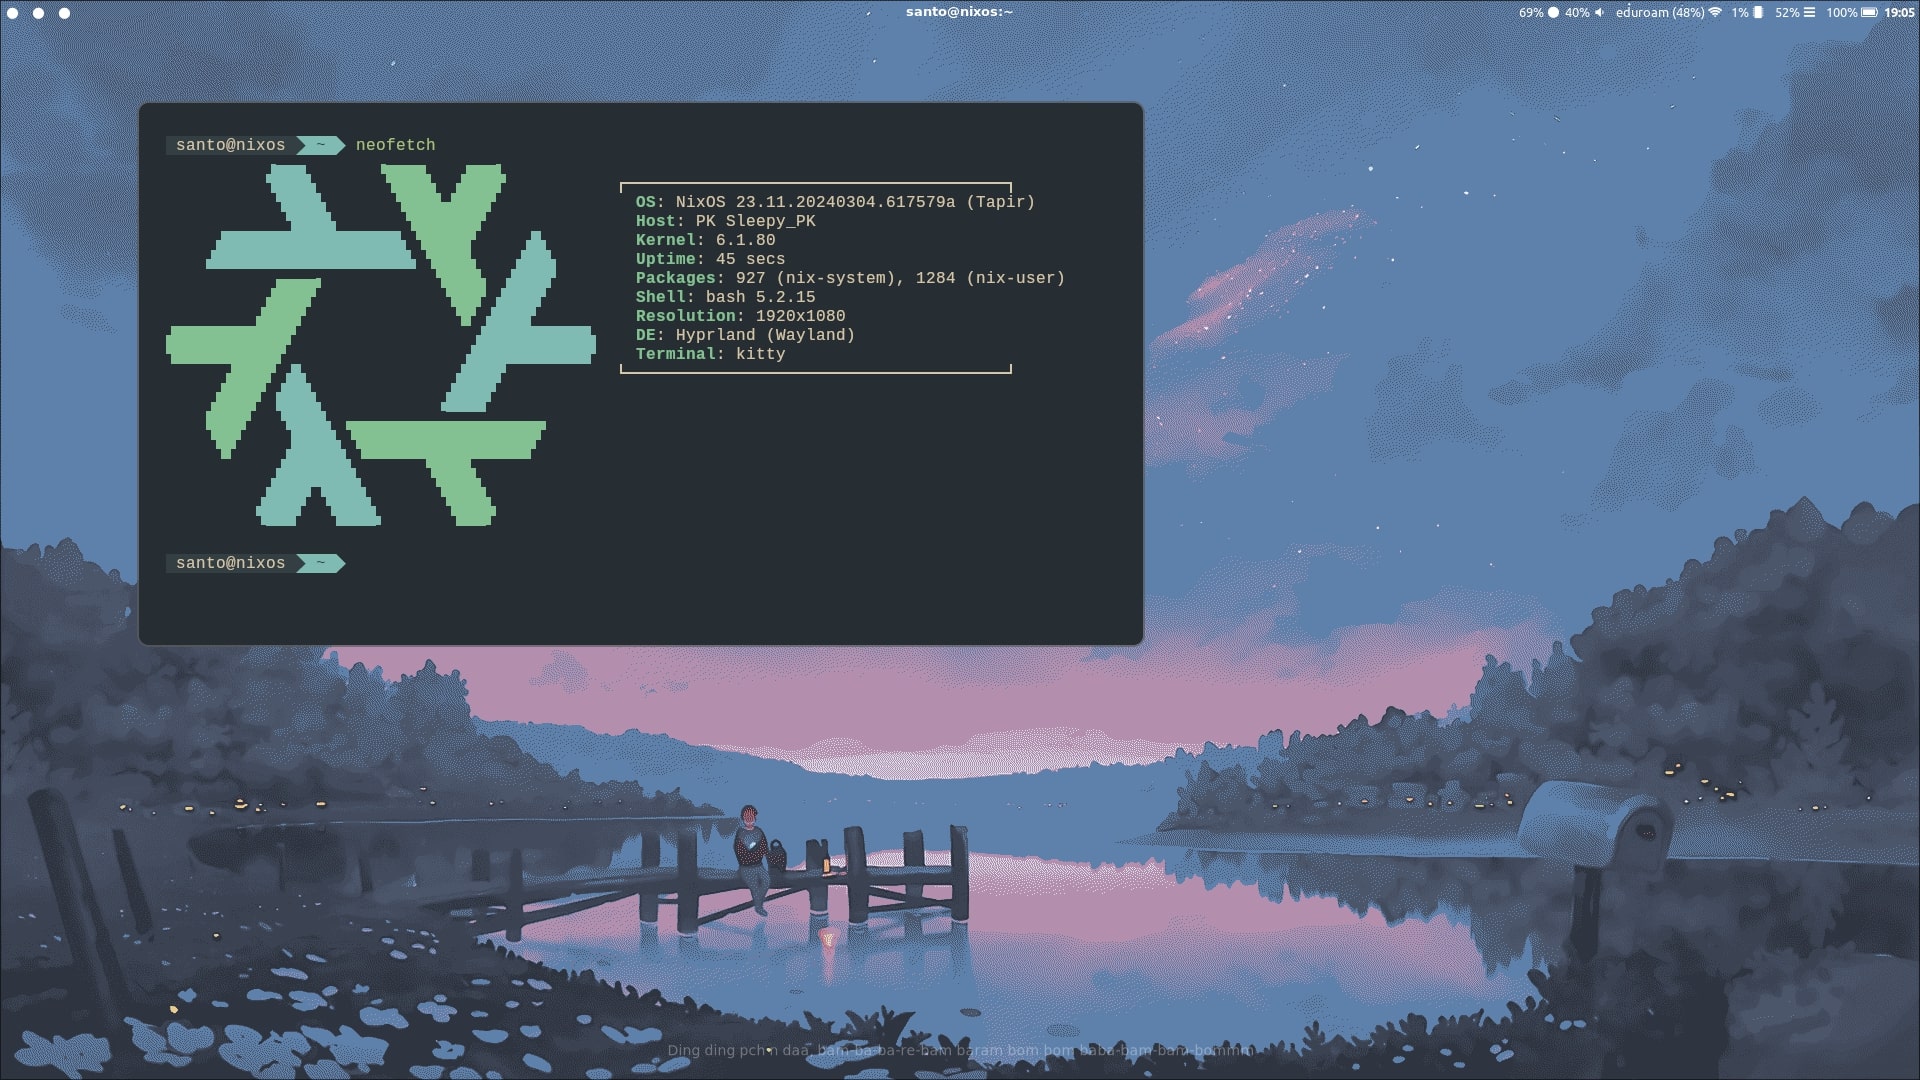 santo@nixos:~
69% 40% eduroam (48%) 1% 52% 100% 19:05
santo@nixos ~ neofetch
OS: NixOS 23.11.20240304.617579a (Tapir)
Host: PK Sleepy_PK
Kernel: 6.1.80
Uptime: 45 secs
Packages: 927 (nix-system), 1284 (nix-user)
Shell: bash 5.2.15
Resolution: 1920x1080
DE: Hyprland (Wayland)
Terminal: kitty
santo@nixos ~
Ding ding pch n daa, bam-ba-ba-re-bam baram bom bom baba-bam-bam-bommm